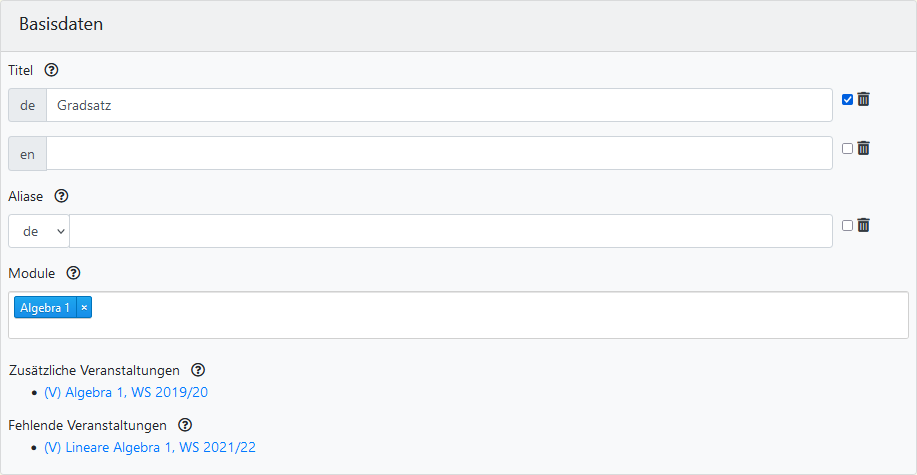 Basisdaten
Titel
de Gradsatz
en
Aliase
de
Module
Algebra 1 ×
Zusätzliche Veranstaltungen
• (V) Algebra 1, WS 2019/20
Fehlende Veranstaltungen
• (V) Lineare Algebra 1, WS 2021/22